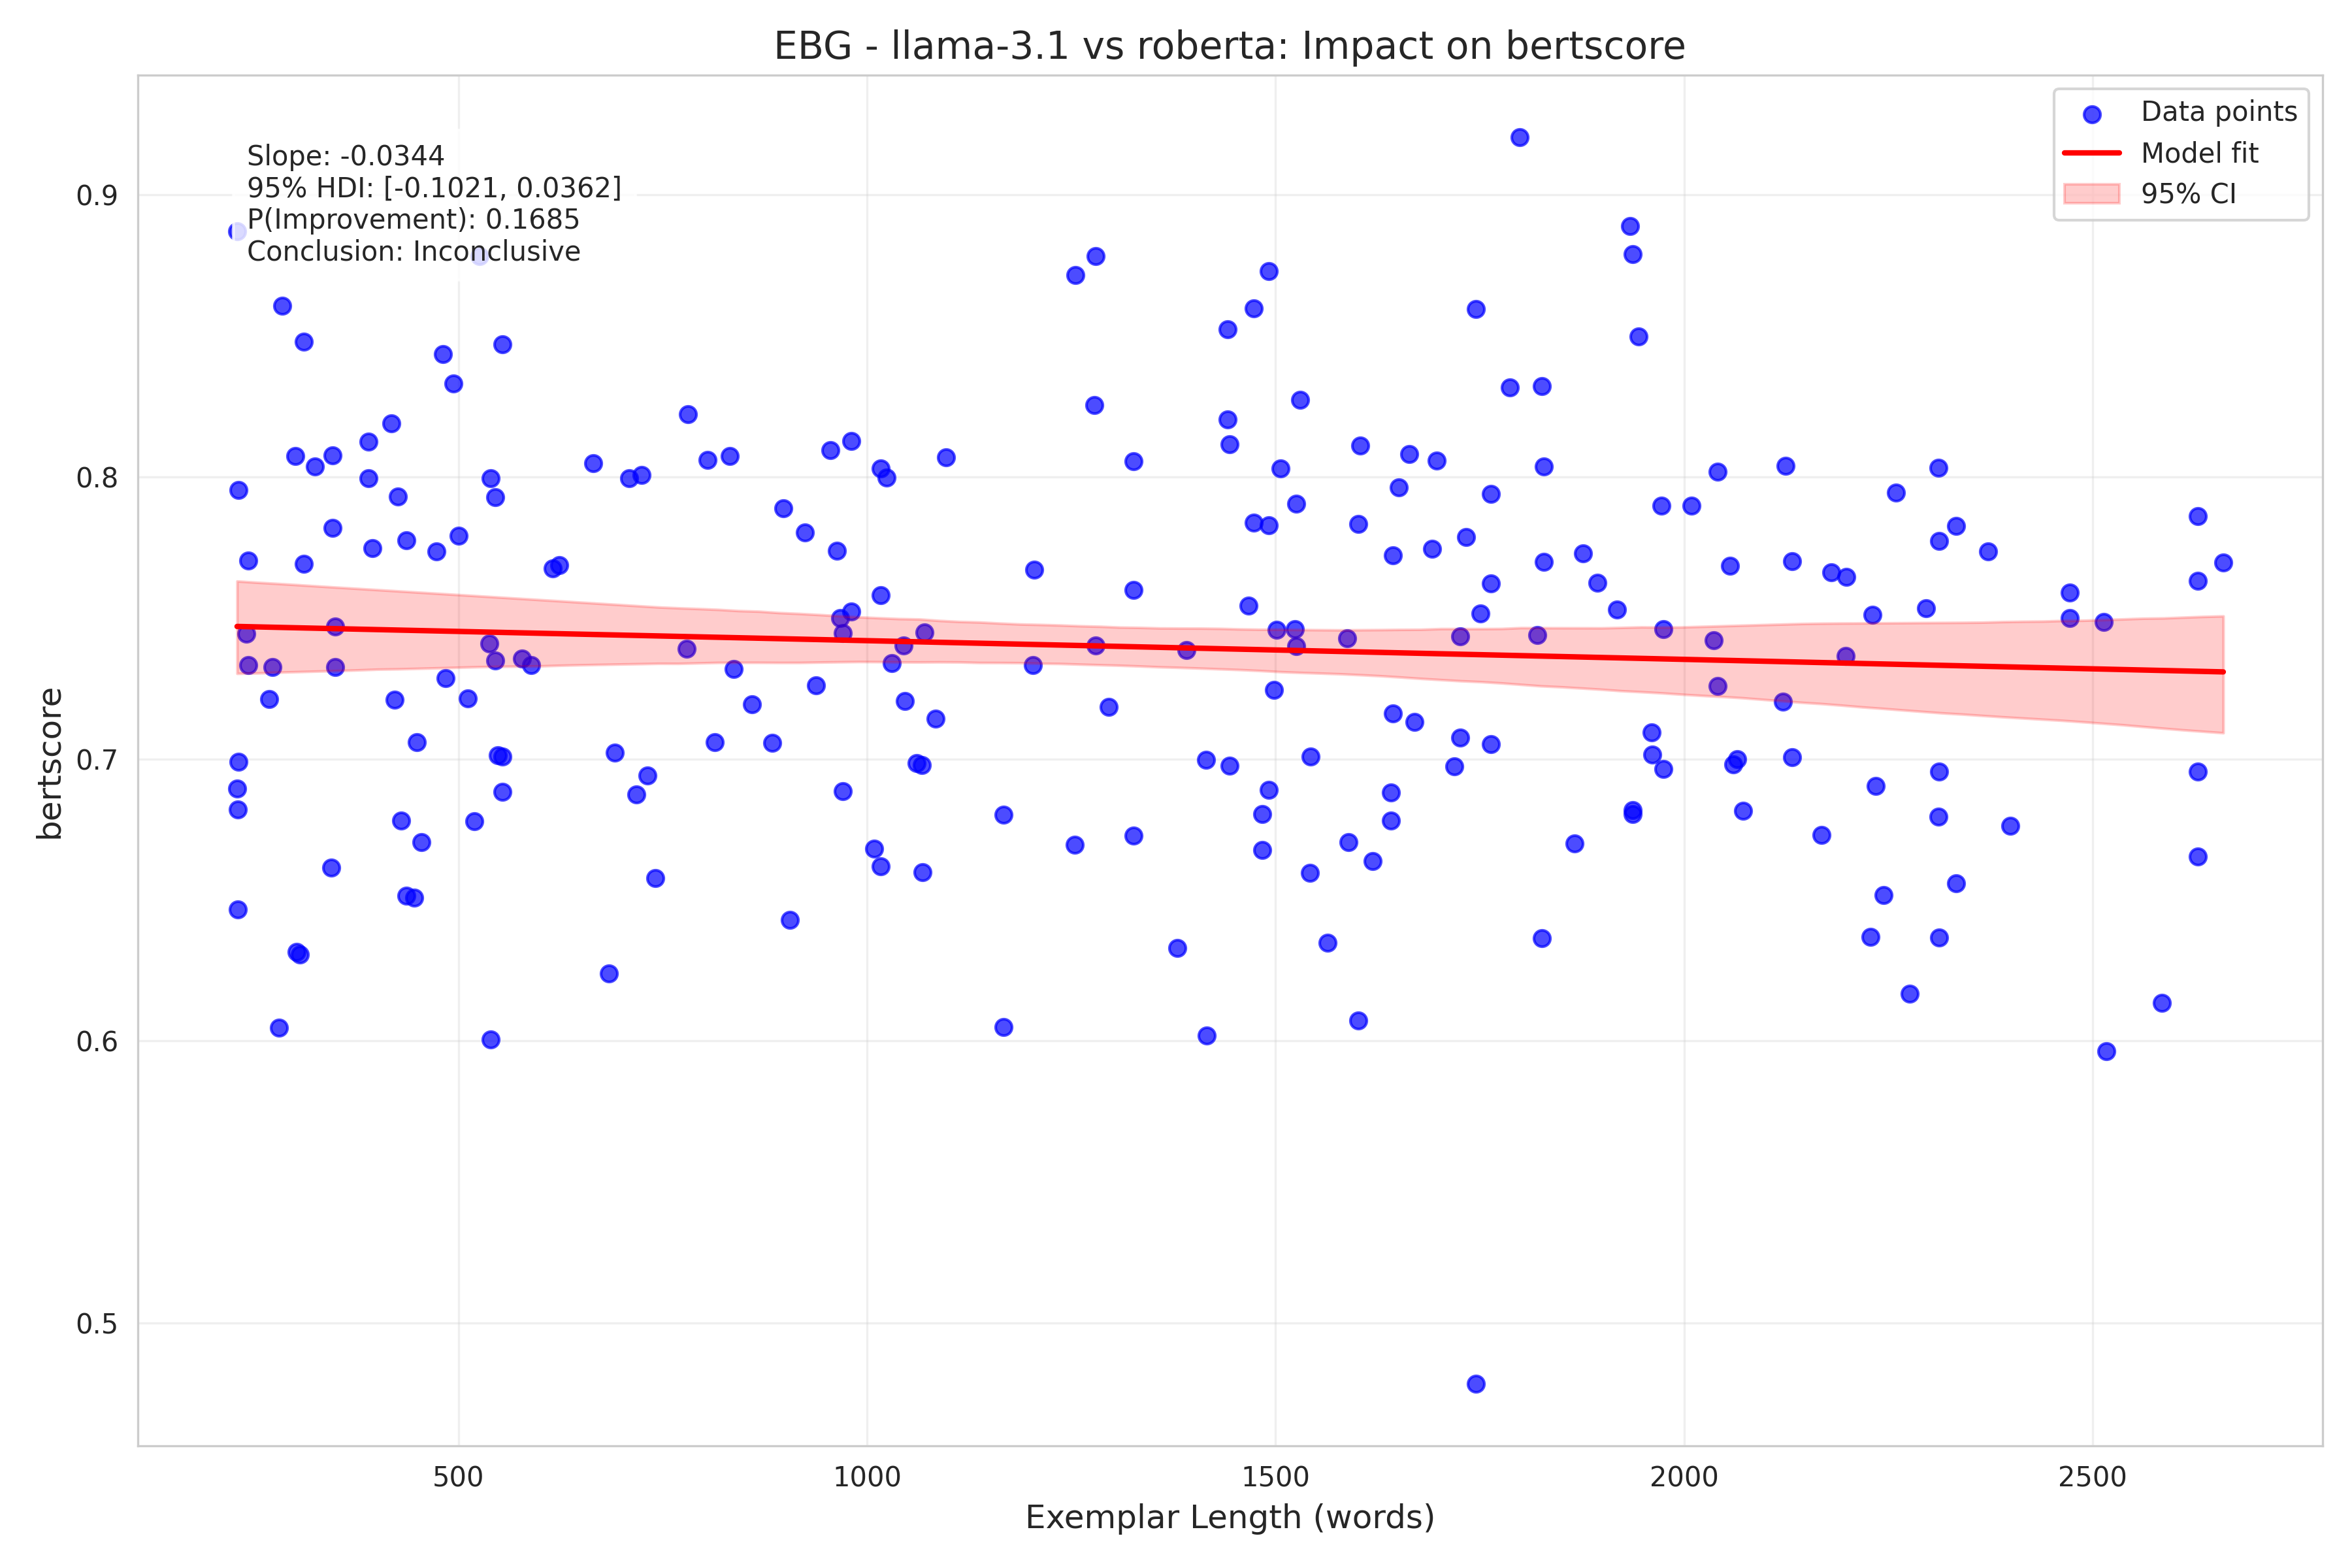 EBG - llama-3.1 vs roberta: Impact on bertscore
Slope: -0.0344
95% HDI: [-0.1021, 0.0362]
P(Improvement): 0.1685
Conclusion: Inconclusive
Data points
Model fit
95% CI
bertscore
0.9
0.8
0.7
0.6
0.5
500
1000
1500
2000
2500
Exemplar Length (words)